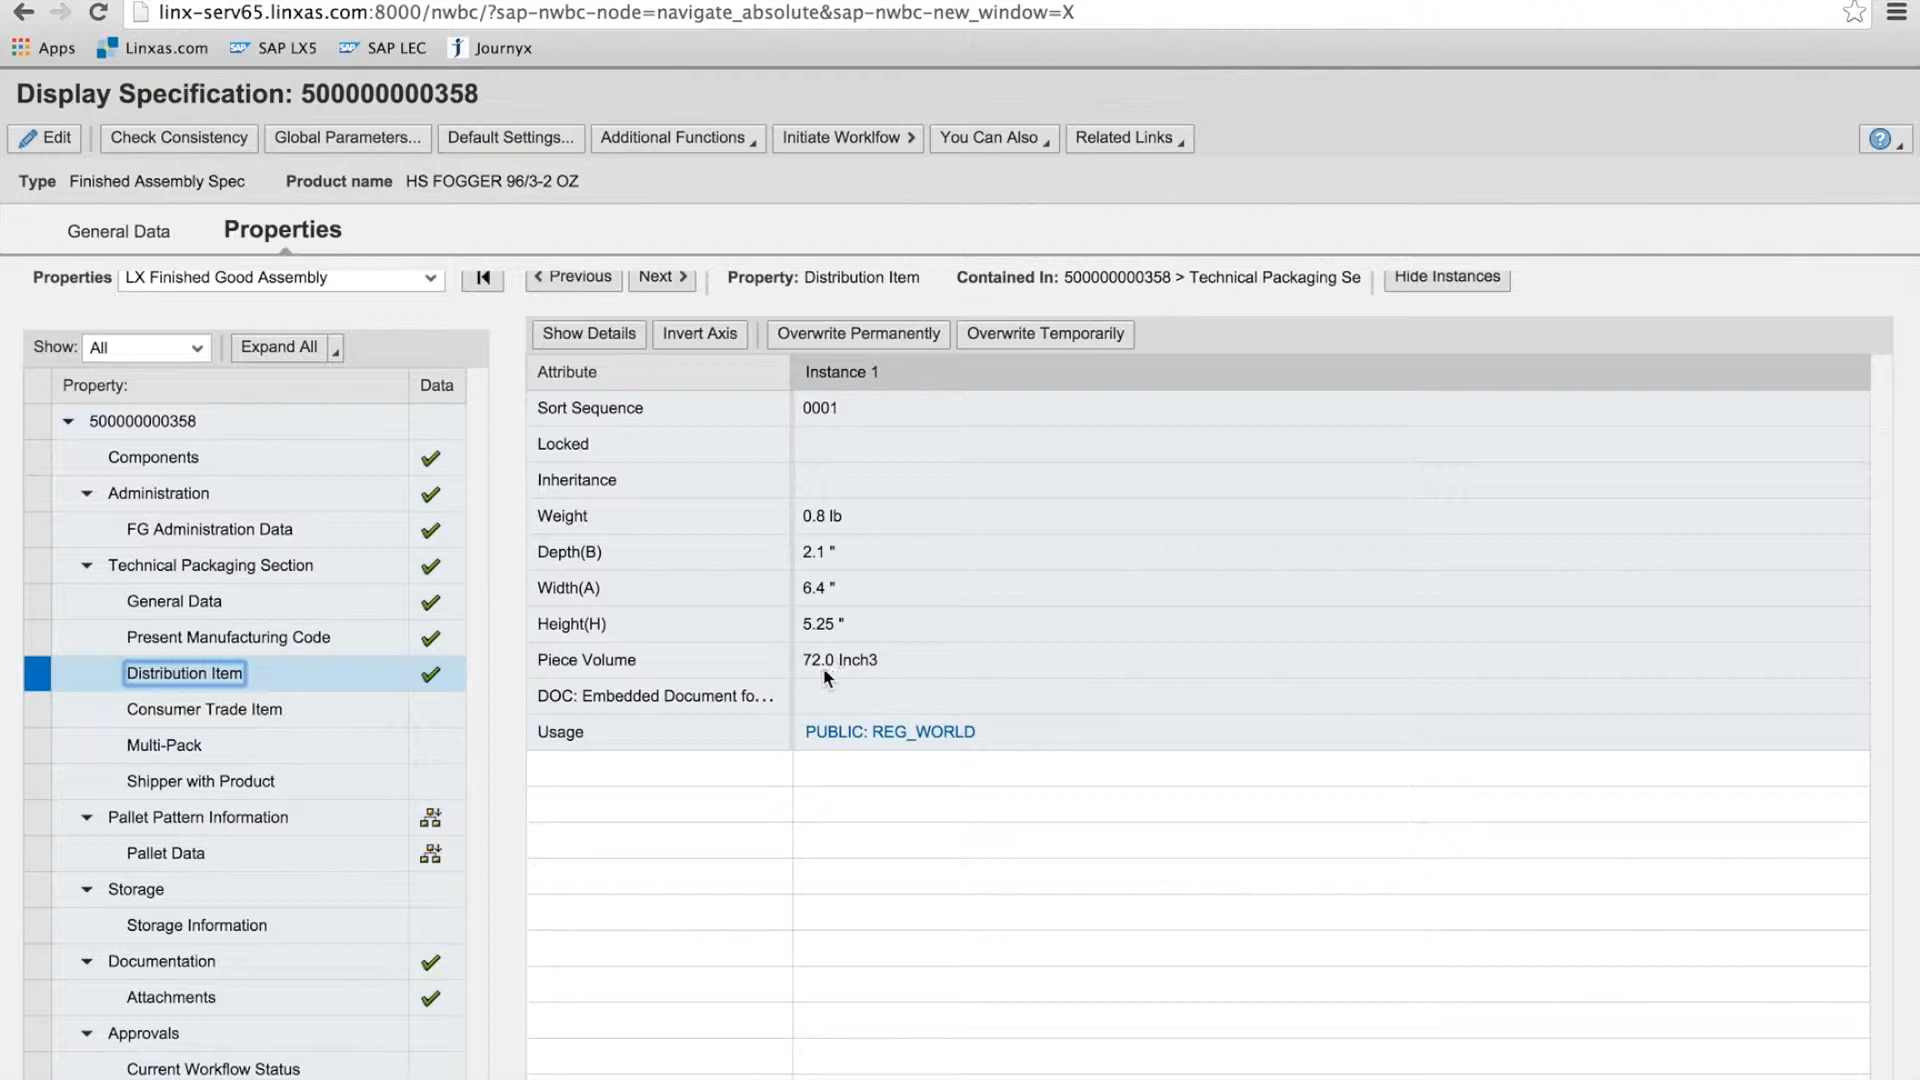 linx-serv65.linxas.com:8000/nwbc/?sap-nwbc-node=navigate_absolute&sap-nwbc-new_window=X
Apps Linxas.com SAP SAP LX5 SAP SAP LEC j Journyx
Display Specification: 500000000358
Edit Check Consistency Global Parameters... Default Settings... Additional Functions Initiate Worklfow You Can Also Related Links ?
Type Finished Assembly Spec Product name HS FOGGER 96/3-2 OZ
General Data Properties
Properties LX Finished Good Assembly Previous Next Property: Distribution Item Contained In: 500000000358 > Technical Packaging Se Hide Instances
Show: All Expand All
Show Details Invert Axis Overwrite Permanently Overwrite Temporarily
Property: Data
500000000358
Components
Administration
FG Administration Data
Technical Packaging Section
General Data
Present Manufacturing Code
Distribution Item
Consumer Trade Item
Multi-Pack
Shipper with Product
Pallet Pattern Information
Pallet Data
Storage
Storage Information
Documentation
Attachments
Approvals
Current Workflow Status
Attribute Instance 1
Sort Sequence 0001
Locked
Inheritance
Weight 0.8 lb
Depth(B) 2.1 "
Width(A) 6.4 "
Height(H) 5.25 "
Piece Volume 72.0 Inch3
DOC: Embedded Document fo...
Usage PUBLIC: REG_WORLD